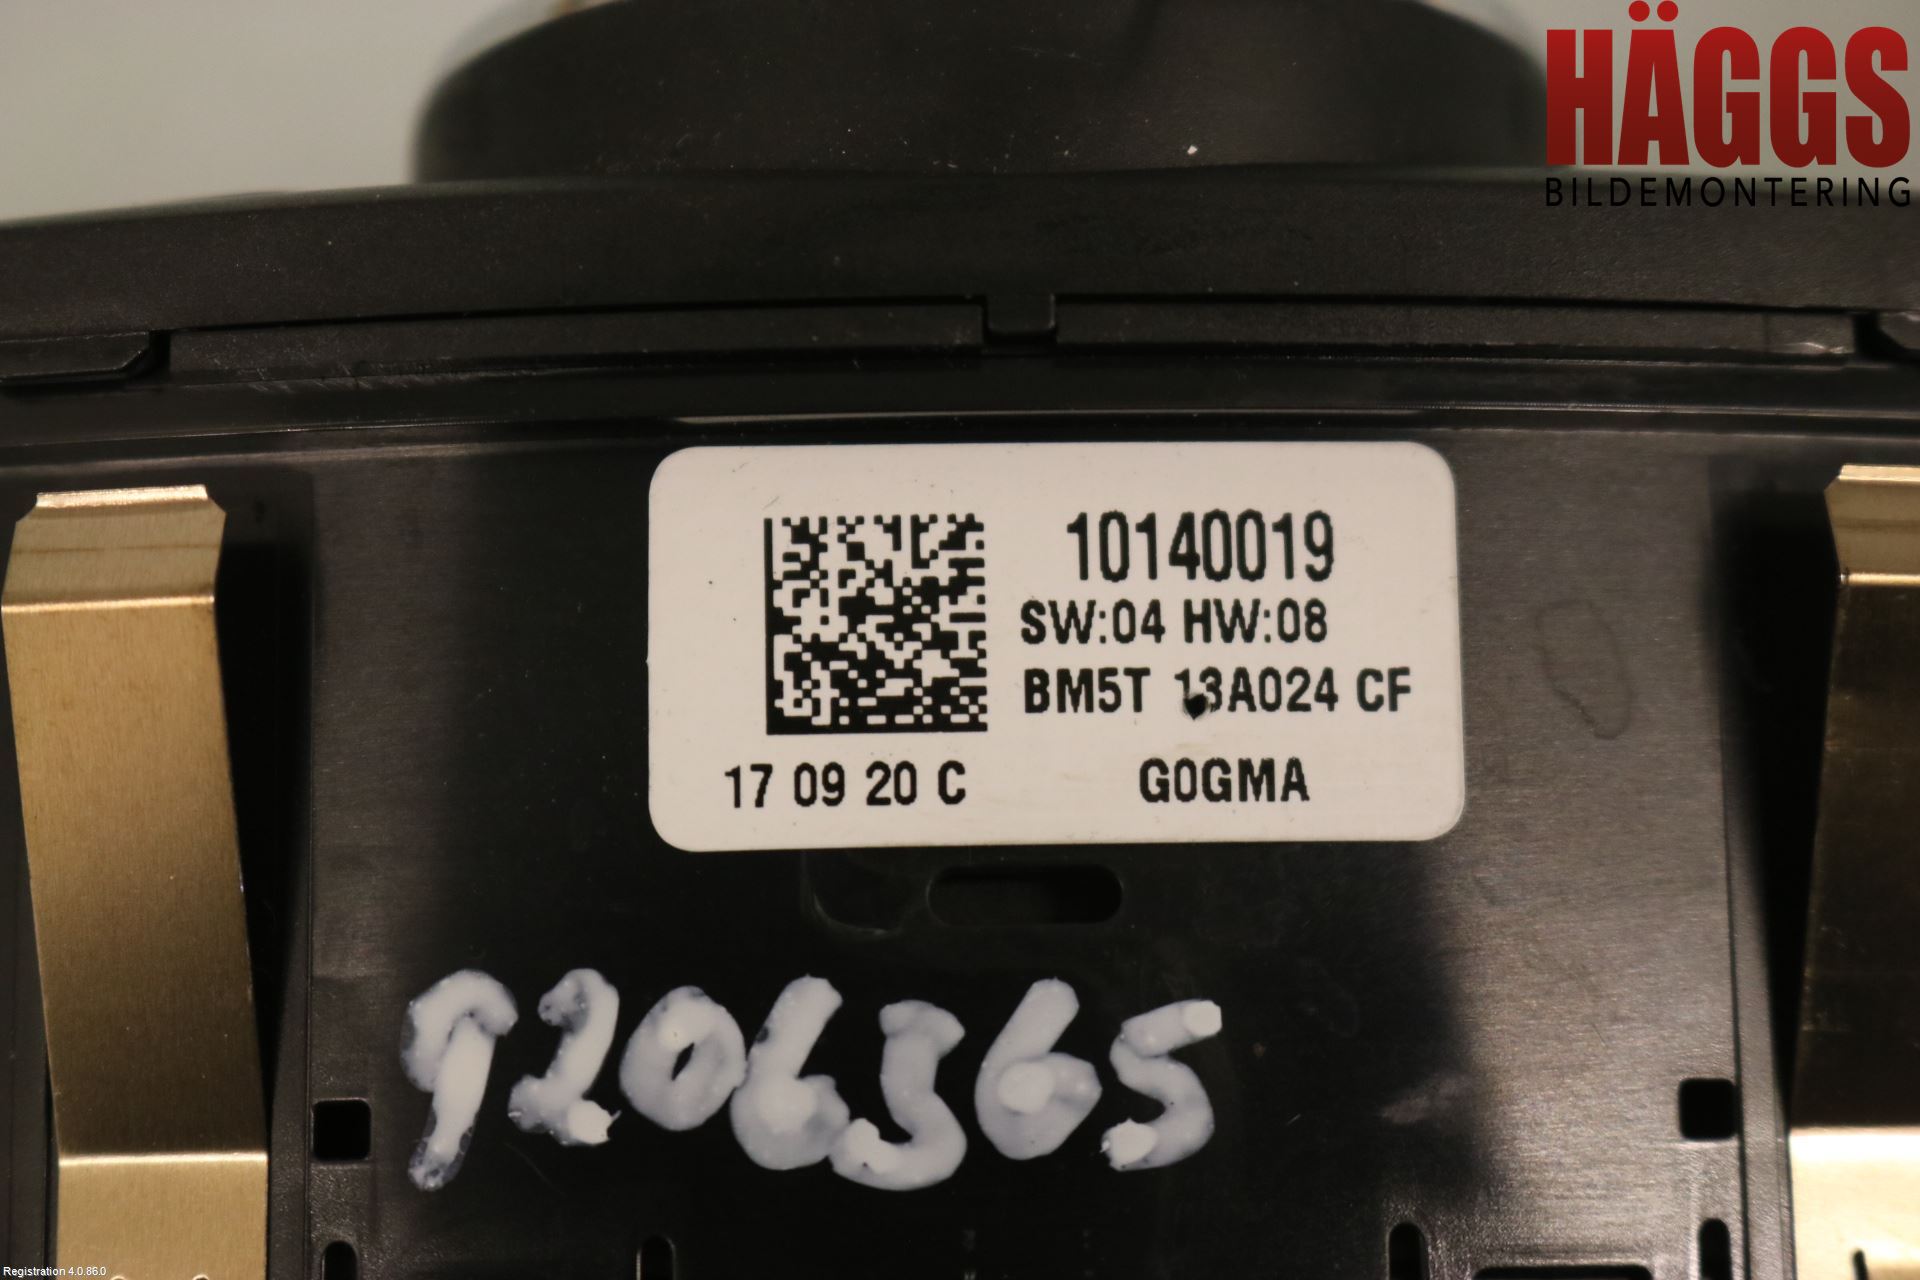 HÄGGS
BILDEMONTERING
10140019
SW:04 HW:08
BM5T 13A024 CF
17 09 20 C
G0GMA
9206365
Registration 4.0.86.0